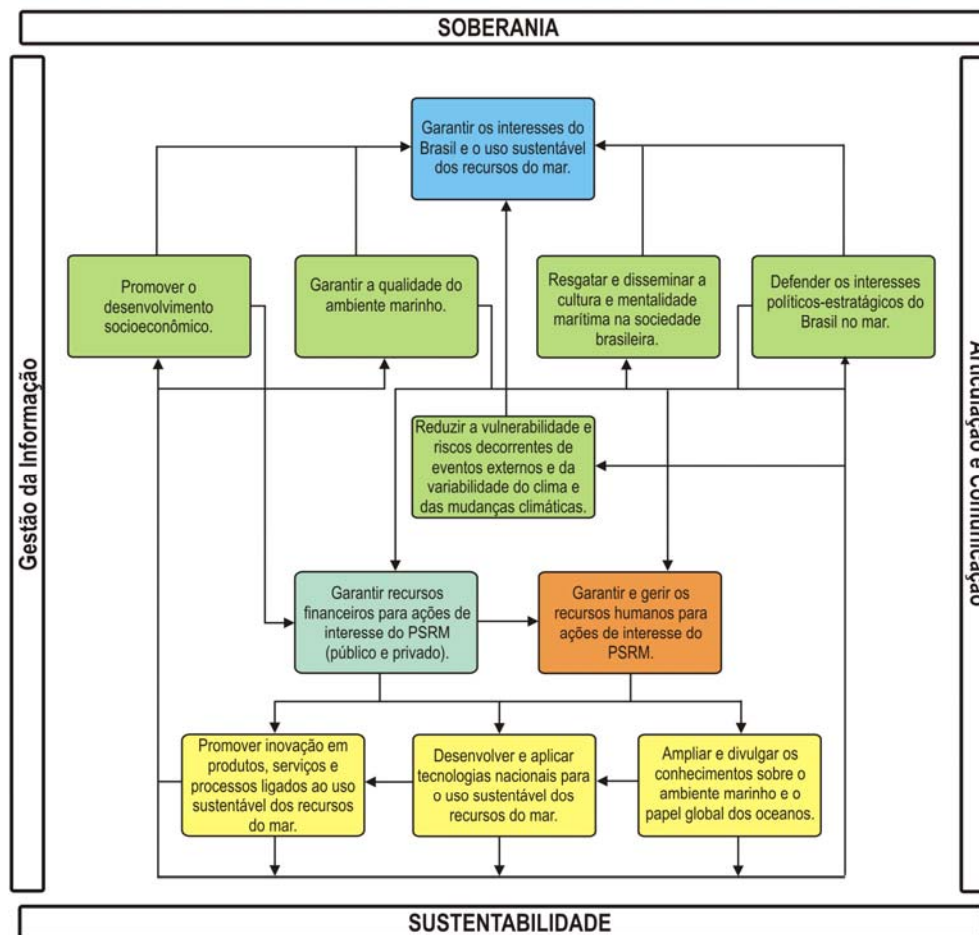 SOBERANIA
Gestão da Informação
Articulação e Comunicação
Garantir os interesses do
Brasil e o uso sustentável
dos recursos do mar.
Promover o
desenvolvimento
socioeconômico.
Garantir a qualidade do
ambiente marinho.
Resgatar e disseminar a
cultura e mentalidade
marítima na sociedade
brasileira.
Defender os interesses
políticos-estratágicos do
Brasil no mar.
Reduzir a vulnerabilidade e
riscos decorrentes de
eventos externos e da
variabilidade do clima e
das mudanças climáticas.
Garantir recursos
financeiros para ações de
interesse do PSRM
(público e privado).
Garantir e gerir os
recursos humanos para
ações de interesse do
PSRM.
Promover inovação em
produtos, serviços e
processos ligados ao uso
sustentável dos recursos
do mar.
Desenvolver e aplicar
tecnologias nacionais para
o uso sustentável dos
recursos do mar.
Ampliar e divulgar os
conhecimentos sobre o
ambiente marinho e o
papel global dos oceanos.
SUSTENTABILIDADE